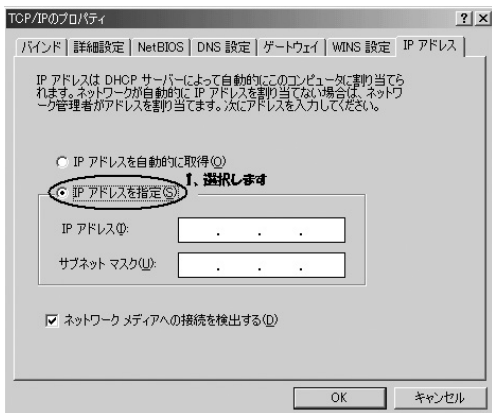 TCP/IPのプロパティ
バインド 詳細設定 NetBIOS DNS 設定 ゲートウェイ WINS 設定 IP アドレス
IP アドレスは DHCP サーバーによって自動的にこのコンピュータに割り当てら
れます。ネットワークが自動的に IP アドレスを割り当てない場合は、ネットワ
ーク管理者がアドレスを割り当てます。次にアドレスを入力してください。
IP アドレスを自動的に取得(O)
1、選択します
IP アドレスを指定(S)
IP アドレス(I): . . .
サブネット マスク(U): . . .
ネットワーク メディアへの接続を検出する(D)
OK キャンセル